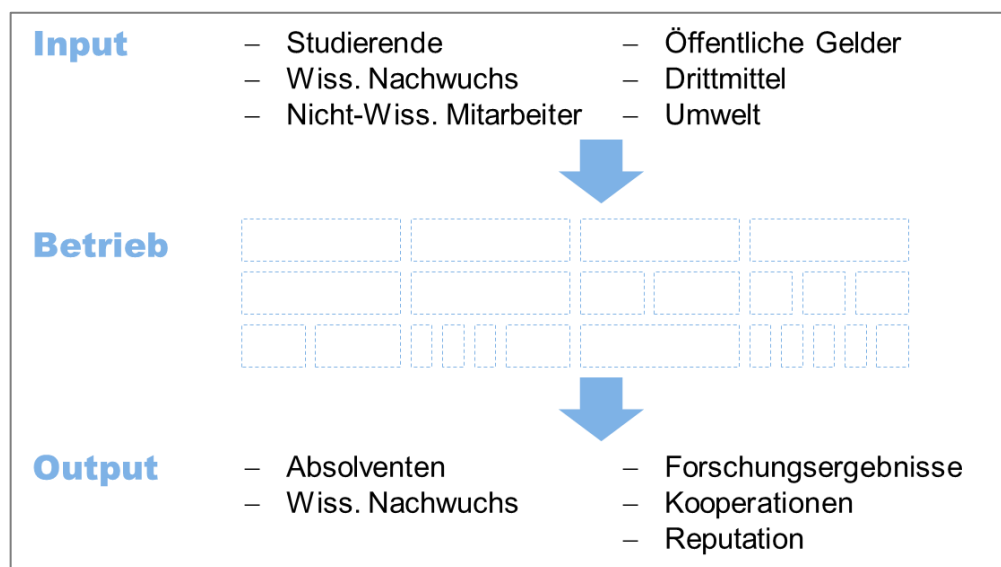 Input
– Studierende
– Wiss. Nachwuchs
– Nicht-Wiss. Mitarbeiter
– Öffentliche Gelder
– Drittmittel
– Umwelt
Betrieb
Output
– Absolventen
– Wiss. Nachwuchs
– Forschungsergebnisse
– Kooperationen
– Reputation